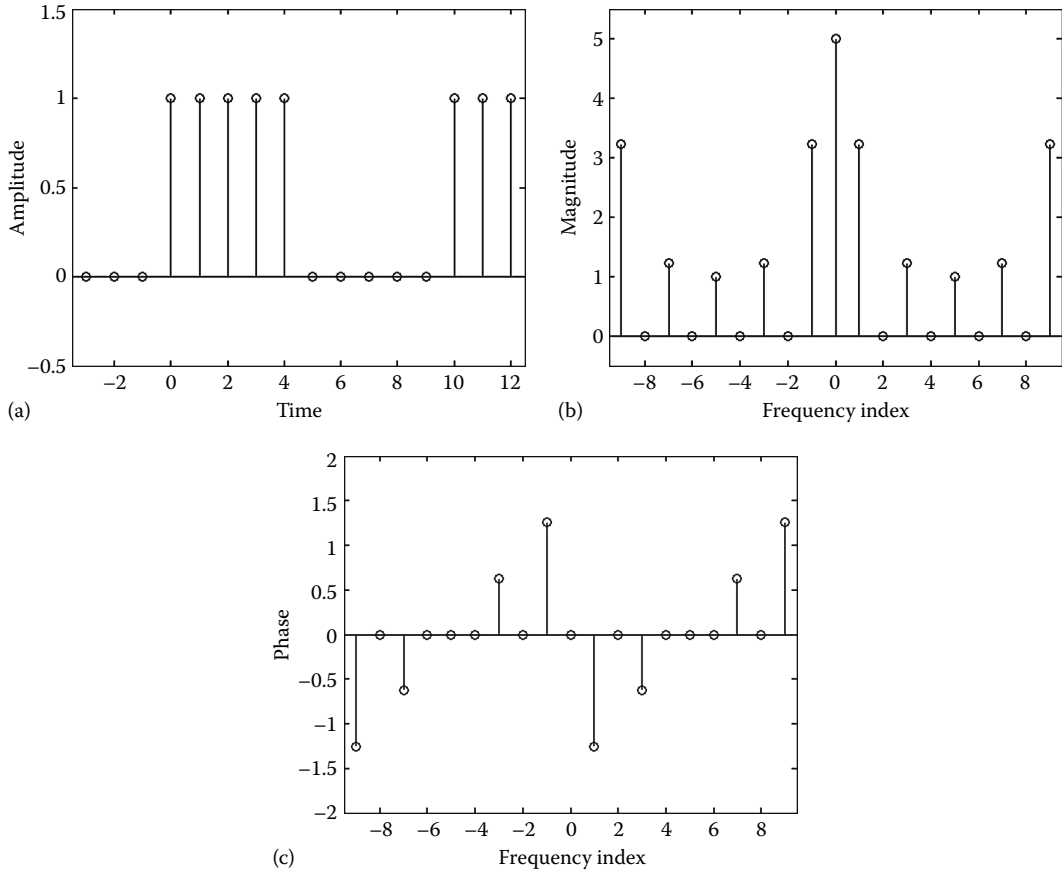 1.5
1
0.5
0
−0.5
Amplitude
−2 0 2 4 6 8 10 12
(a)
Time
5
4
3
2
1
0
Magnitude
−8 −6 −4 −2 0 2 4 6 8
(b)
Frequency index
2
1.5
1
0.5
0
−0.5
−1
−1.5
−2
Phase
−8 −6 −4 −2 0 2 4 6 8
(c)
Frequency index